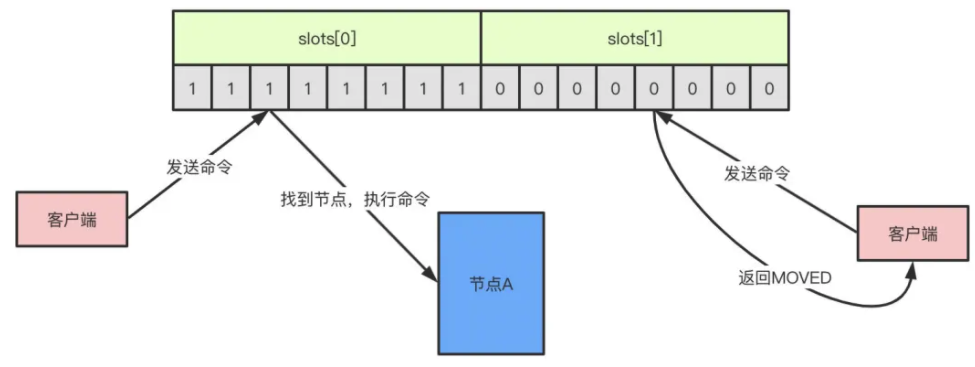 slots[0] slots[1]
1 1 1 1 1 1 1 1 0 0 0 0 0 0 0 0
发送命令
发送命令
找到节点，执行命令
客户端
客户端
节点A
返回MOVED